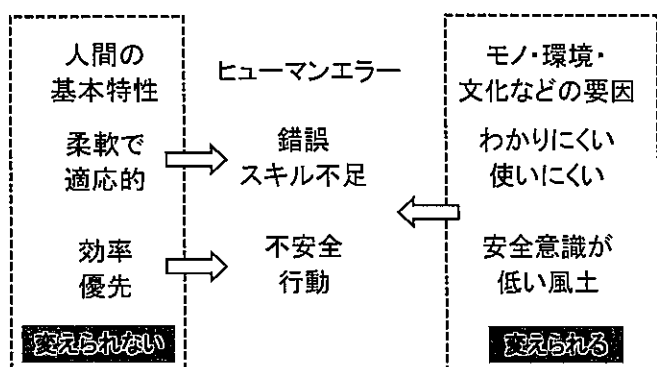 人間の
基本特性
柔軟で
適応的
効率
優先
変えられない
ヒューマンエラー
錯誤
スキル不足
不安全
行動
モノ・環境・
文化などの要因
わかりにくい
使いにくい
安全意識が
低い風土
変えられる